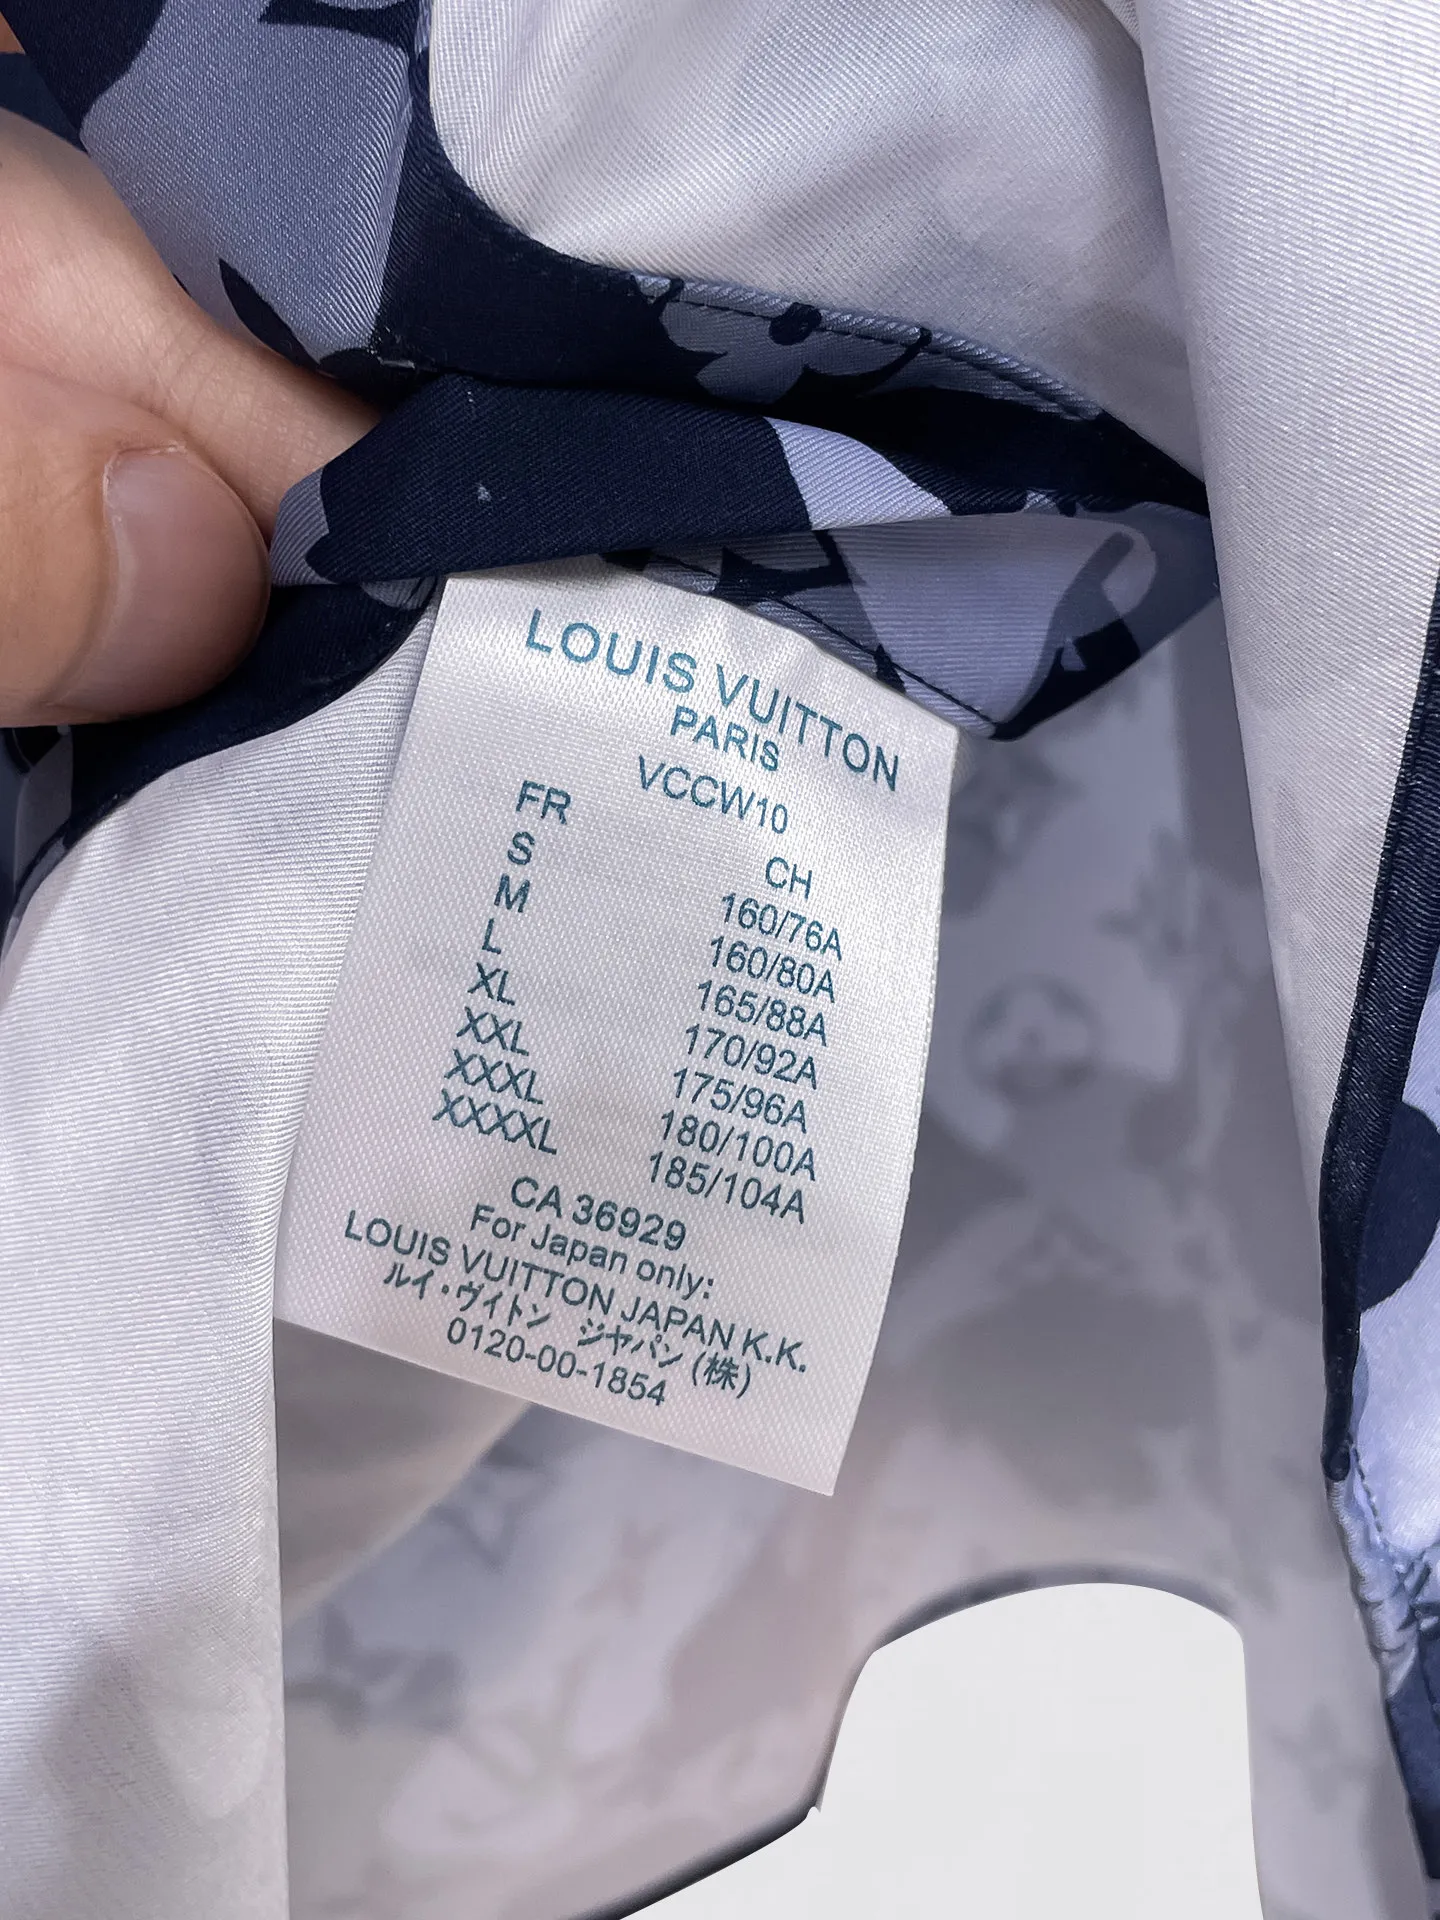 LOUIS VUITTON
PARIS
VCCW10
FR CH
S 160/76A
M 160/80A
L 165/88A
XL 170/92A
XXL 175/96A
XXXL 180/100A
XXXXL 185/104A
CA 36929
For Japan only:
LOUIS VUITTON JAPAN K.K.
ルイ・ヴィトン ジャパン (株)
0120-00-1854